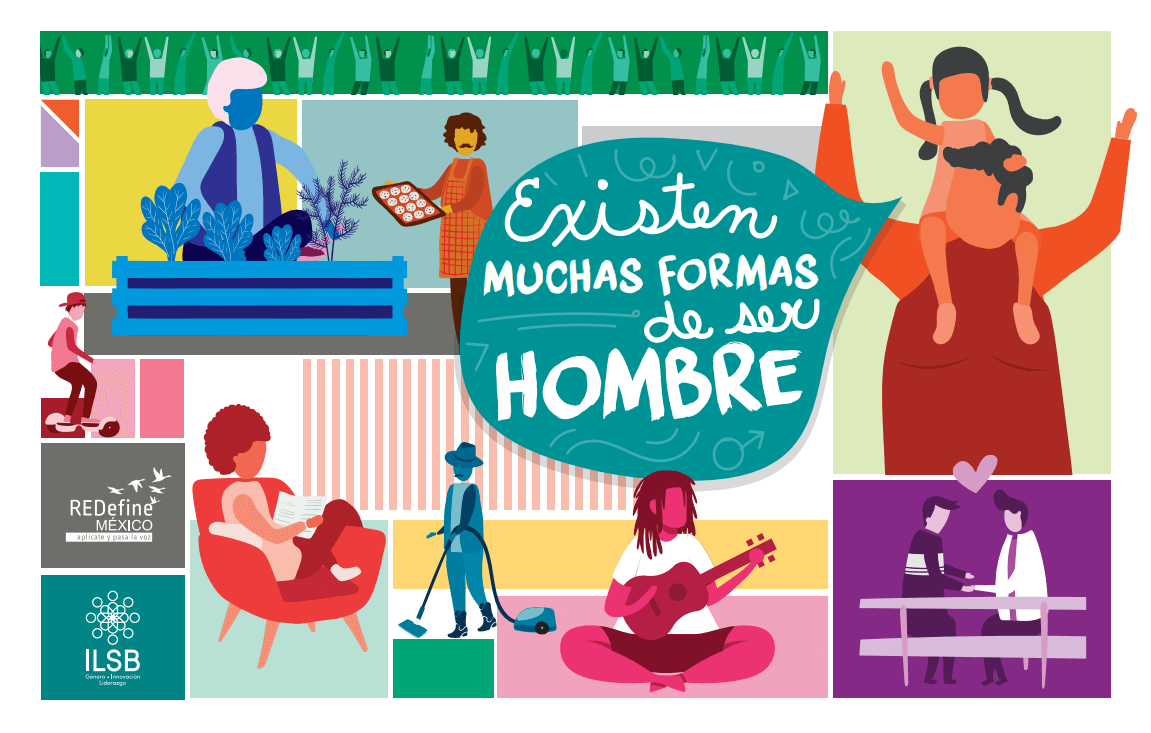 Existen
MUCHAS FORMAS
de ser
HOMBRE
REDefine
MÉXICO
aplícate y pasa la voz
ILSB
Género • Innovación
Liderazgo